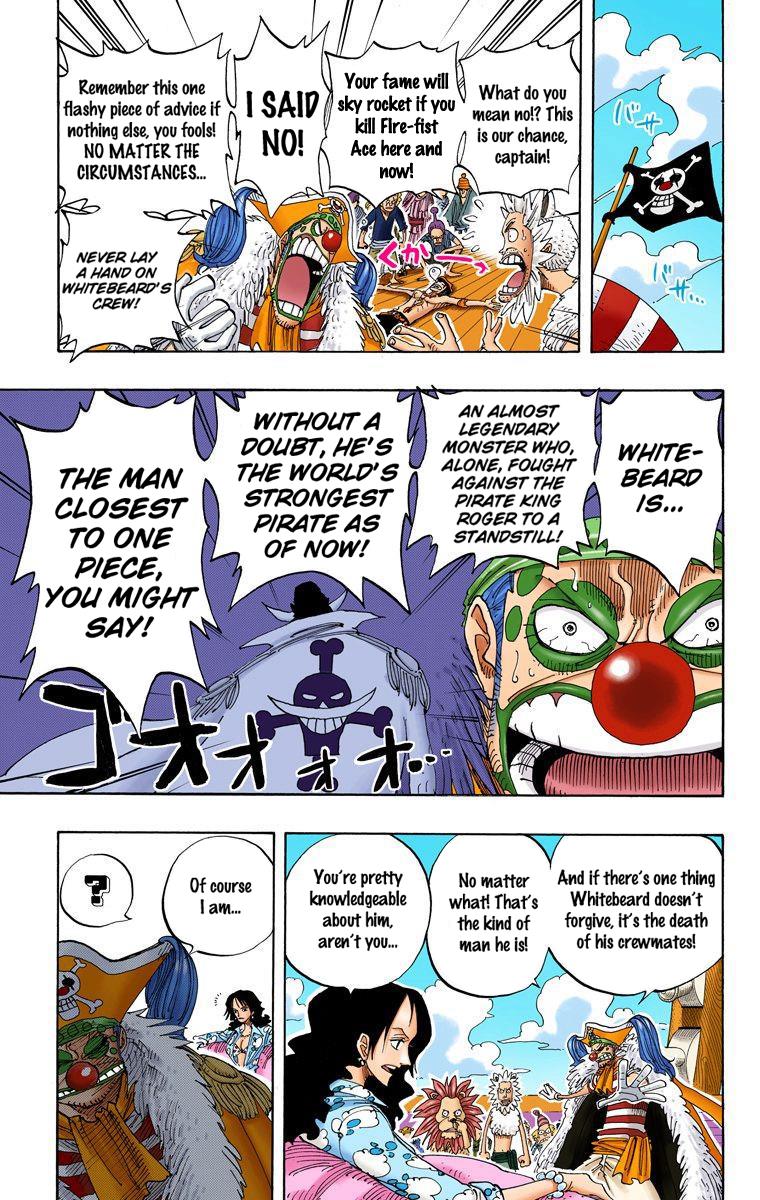 バサッ
バサ…
What do you
mean no!? This
is our chance,
captain!
Your fame will
sky rocket if you
kill FIre-fist
Ace here and
now!
I SAID
NO!
Remember this one
flashy piece of advice if
nothing else, you fools!
NO MATTER THE
CIRCUMSTANCES...
NEVER LAY
A HAND ON
WHITEBEARD'S
CREW!
くかーっ
WHITE-
BEARD
IS...
AN ALMOST
LEGENDARY
MONSTER WHO,
ALONE, FOUGHT
AGAINST THE
PIRATE KING
ROGER TO A
STANDSTILL!
WITHOUT A
DOUBT, HE'S
THE WORLD'S
STRONGEST
PIRATE AS
OF NOW!
THE MAN
CLOSEST
TO ONE
PIECE,
YOU MIGHT
SAY!
ゴオオオオ…
And if there's one thing
Whitebeard doesn't
forgive, it's the death
of his crewmates!
No matter
what! That's
the kind of
man he is!
You're pretty
knowledgeable
about him,
aren't you...
Of course
I am...
?